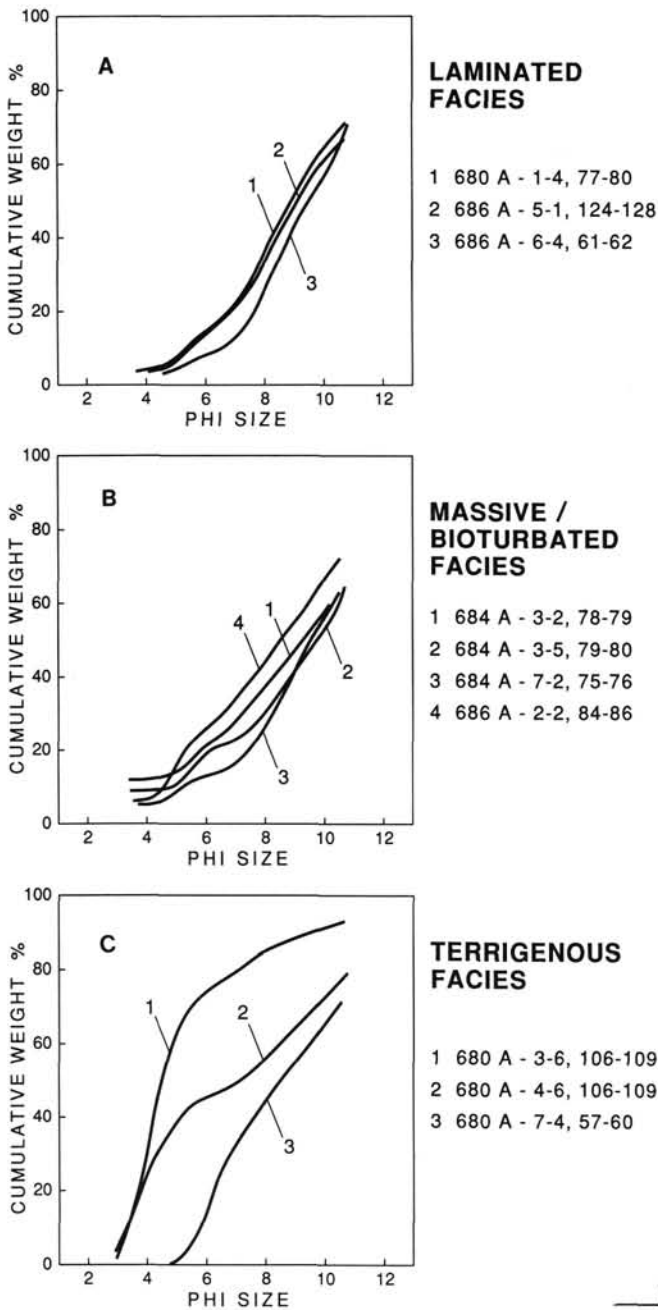 A
CUMULATIVE WEIGHT %
100
80
60
40
20
0
2 4 6 8 10 12
PHI SIZE
1
2
3
LAMINATED
FACIES
1 680 A - 1-4, 77-80
2 686 A - 5-1, 124-128
3 686 A - 6-4, 61-62
B
CUMULATIVE WEIGHT %
100
80
60
40
20
0
2 4 6 8 10 12
PHI SIZE
4
1
2
3
MASSIVE /
BIOTURBATED
FACIES
1 684 A - 3-2, 78-79
2 684 A - 3-5, 79-80
3 684 A - 7-2, 75-76
4 686 A - 2-2, 84-86
C
CUMULATIVE WEIGHT %
100
80
60
40
20
0
2 4 6 8 10 12
PHI SIZE
1
2
3
TERRIGENOUS
FACIES
1 680 A - 3-6, 106-109
2 680 A - 4-6, 106-109
3 680 A - 7-4, 57-60